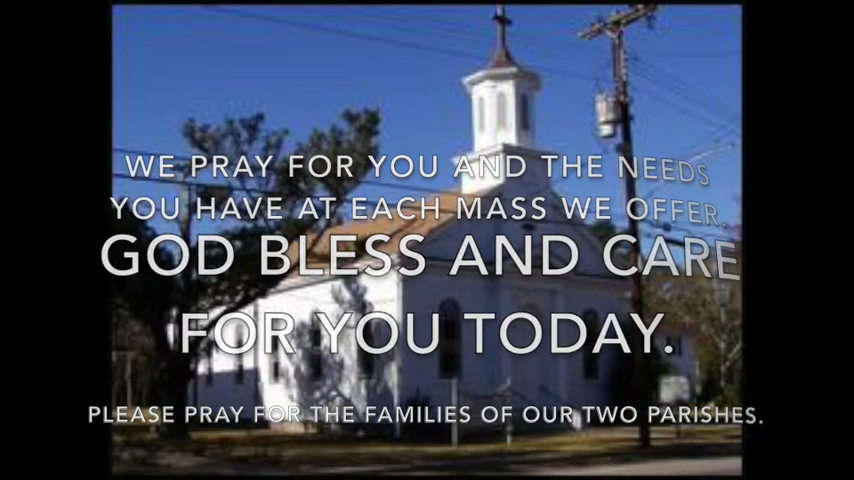 WE PRAY FOR YOU AND THE NEEDS
YOU HAVE AT EACH MASS WE OFFER.
GOD BLESS AND CARE
FOR YOU TODAY.
PLEASE PRAY FOR THE FAMILIES OF OUR TWO PARISHES.